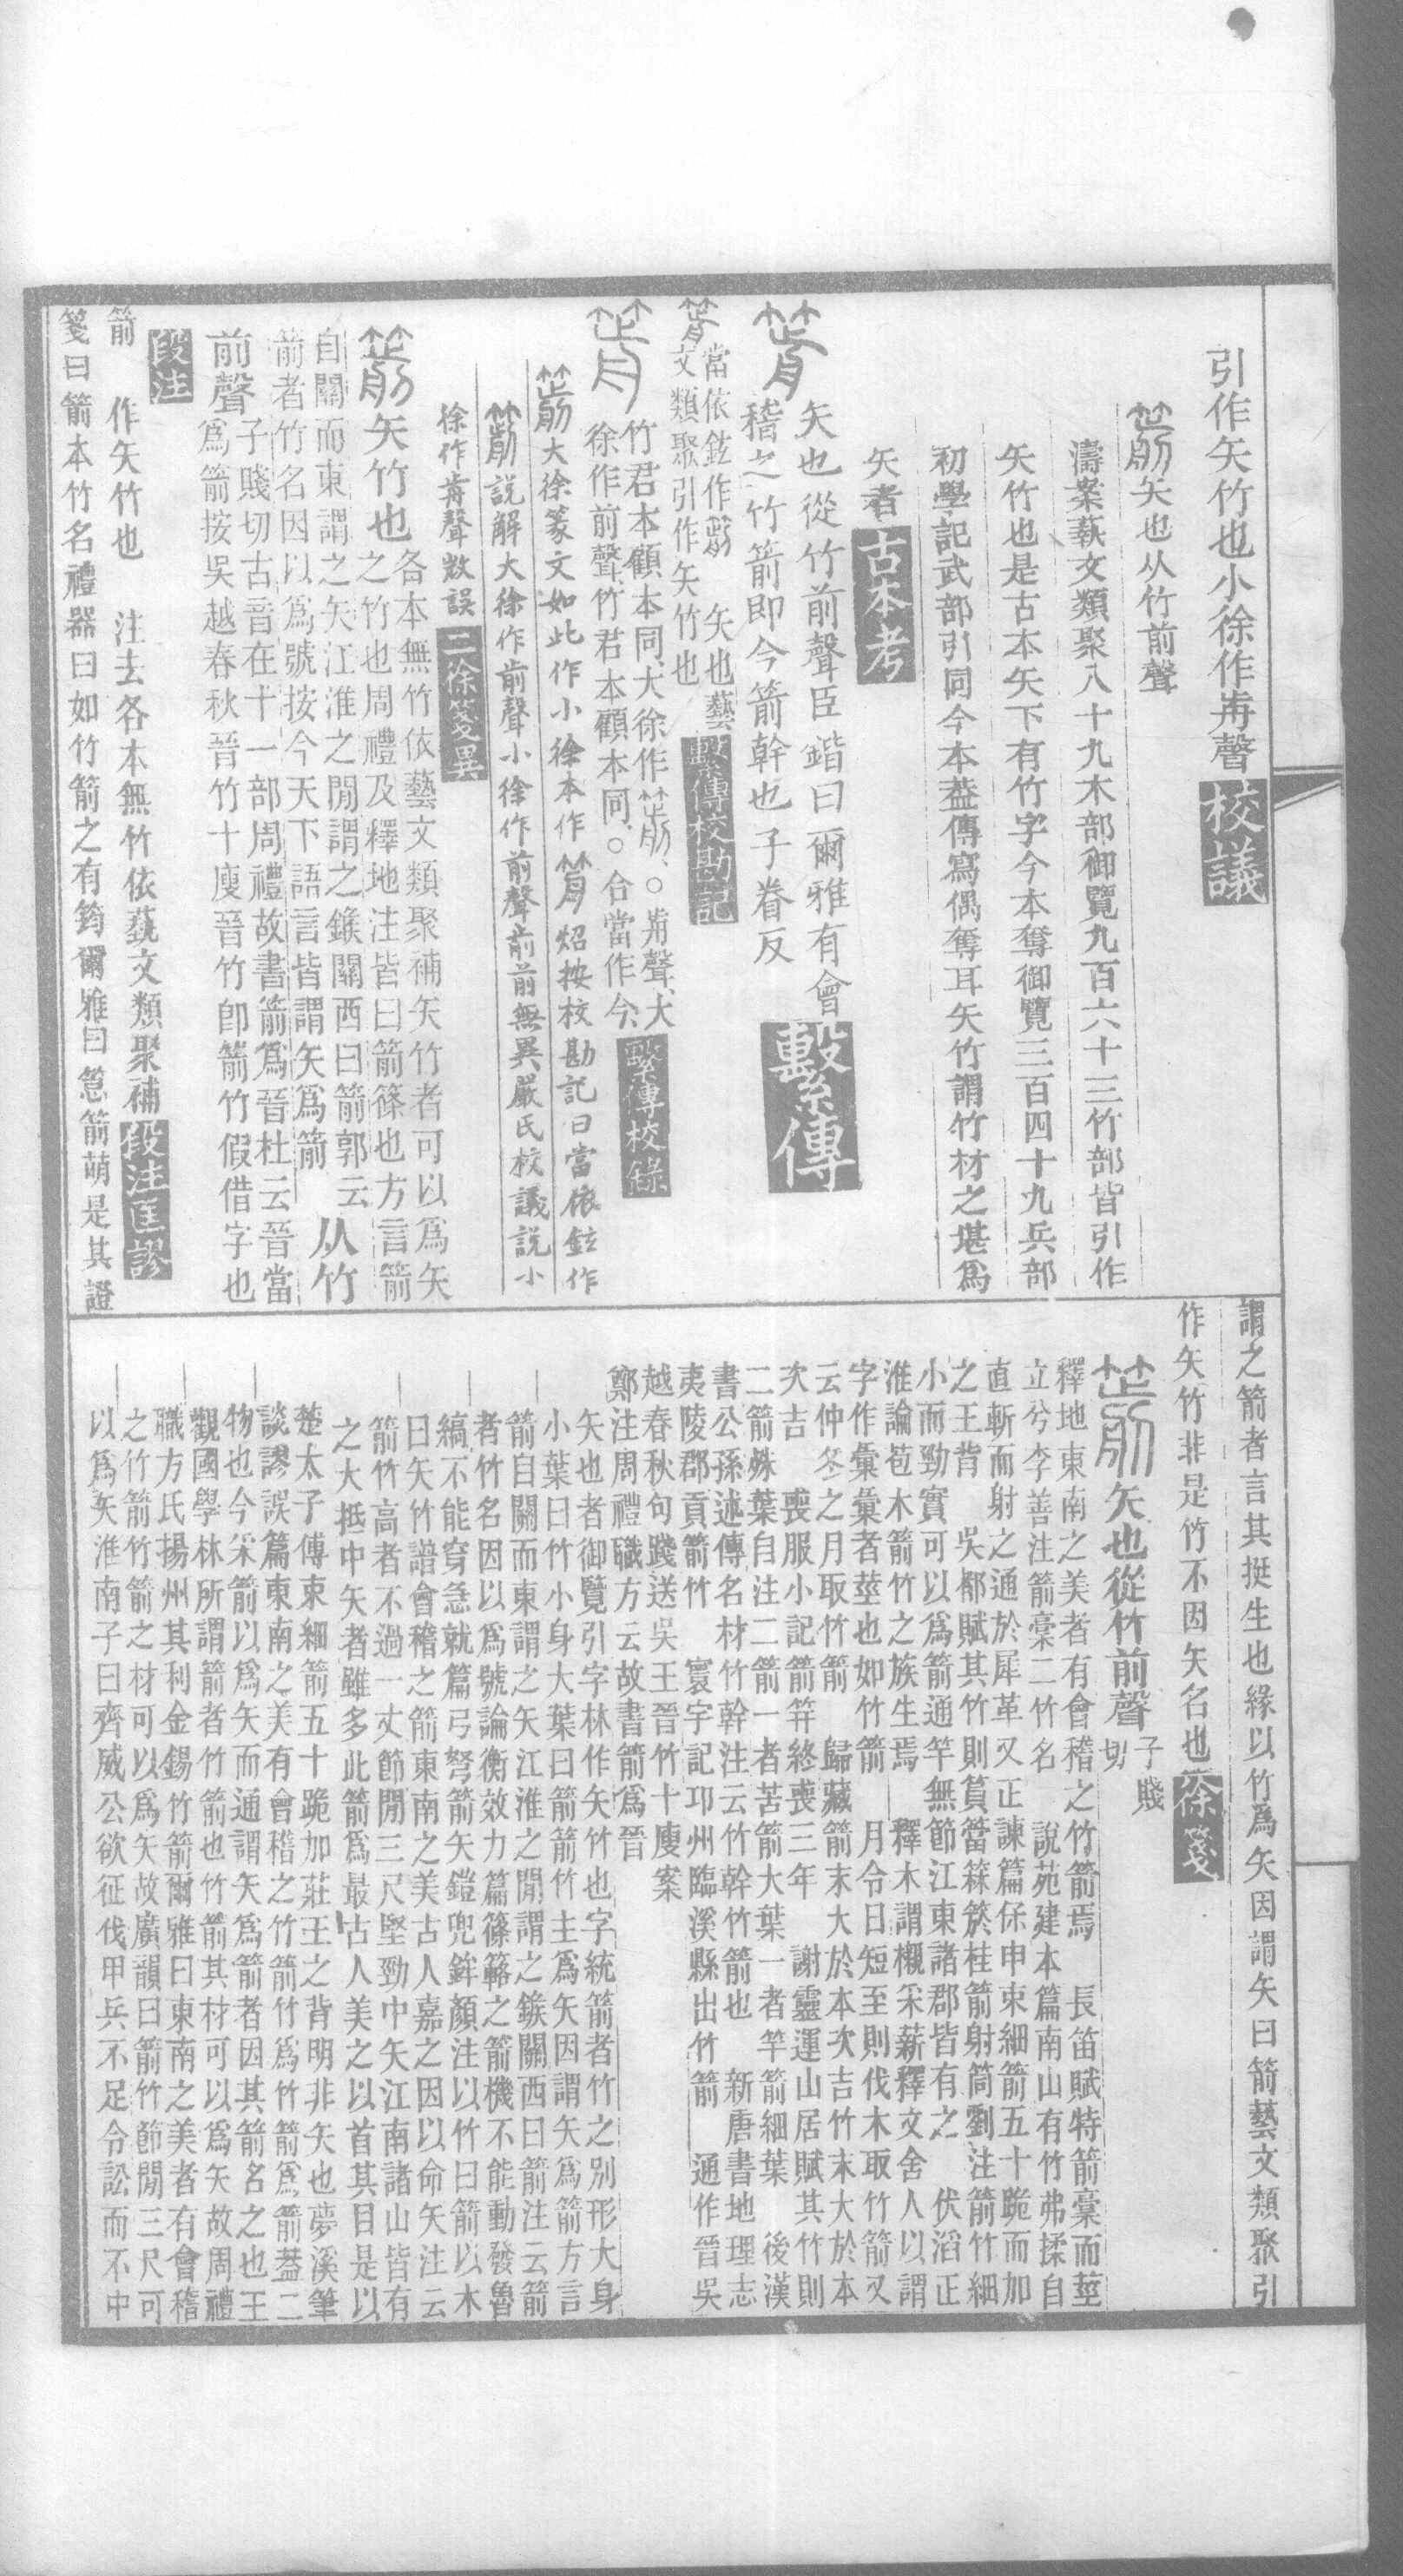 引作矢竹也小徐作歬聲校議
矢也从竹前聲
濤案蓺文類聚八十九木部御覽九百六十三竹部皆引作
矢竹也是古本矢下有竹字今本奪御覽三百四十九兵部
初學記武部引同今本葢傳寫偶奪耳矢竹謂竹材之堪爲
矢者古本考
矢也從竹前聲臣鍇曰爾雅有會
稽之竹箭即今箭幹也子眷反繫傳
當依鉉作 矢也藝
文類聚引作矢竹也繫傳校勘記
竹君本顧本同大徐作 ○歬聲大
徐作前聲竹君本顧本同○合當作今繫傳校錄
大徐篆文如此作小徐本作 炤按校勘記曰當依鉉作
說解大徐作前聲小徐作歬聲前歬無異嚴氏校議說小
徐作歬聲敚誤二徐箋異
矢竹也
各本無竹依藝文類聚補矢竹者可以爲矢
之竹也周禮及釋地注皆曰箭篠也方言箭
自關而東謂之矢江淮之閒謂之鍭關西曰箭郭云
箭者竹名因以爲號按今天下語言皆謂矢爲箭
从竹
前聲
子賤切古音在十一部周禮故書箭爲晉杜云晉當
爲箭按吳越春秋晉竹十廋晉竹卽箭竹假借字也
段注
箭 作矢竹也 注去各本無竹依蓺文類聚補段注匡謬
箋曰箭本竹名禮器曰如竹箭之有筠爾雅曰篙箭萌是其證
謂之箭者言其挺生也緣以竹爲矢因謂矢曰箭藝文類聚引
作矢竹非是竹不因矢名也徐箋
矢也從竹前聲
子賤
切
釋地東南之美者有會稽之竹箭焉 長笛賦特箭槀而莖
立兮李善注箭槀二竹名 說苑建本篇南山有竹弗揉自
直斬而射之通於犀革又正諫篇保申束細箭五十跪而加
之王背 吳都賦其竹則篔簹箖箊桂箭射筒劉注箭竹細
小而勁實可以爲箭通竿無節江東諸郡皆有之 伏滔正
淮論苞木箭竹之族生焉 釋木謂櫬采薪釋文舍人以謂
字作彙彙者莖也如竹箭 月令日短至則伐木取竹箭又
云仲冬之月取竹箭 歸藏箭末大於本次吉竹末大於本
次吉 喪服小記箭笄終喪三年 謝靈運山居賦其竹則
二箭殊葉自注二箭一者苦箭大葉一者竿箭細葉 後漢
書公孫述傳名材竹幹注云竹幹竹箭也 新唐書地理志
夷陵郡貢箭竹 寰宇記邛州臨溪縣出竹箭 通作晉吳
越春秋句踐送吳王晉竹十廋案
鄭注周禮職方云故書箭爲晉
矢也者御覽引字林作矢竹也字統箭者竹之別形大身
小葉曰竹小身大葉曰箭箭竹主爲矢因謂矢爲箭方言
箭自關而東謂之矢江淮之閒謂之鍭關西曰箭注云箭
者竹名因以爲號論衡效力篇篠簵之箭機不能動發魯
縞不能穿急就篇弓弩箭矢鎧兜鉾顏注以竹曰箭以木
曰矢竹譜會稽之箭東南之美古人嘉之因以命矢注云
箭竹高者不過一丈節閒三尺堅勁中矢江南諸山皆有
之大抵中矢者雖多此箭爲最古人美之以首其目是以
楚太子傅束細箭五十跪加莊王之背明非矢也夢溪筆
談謬誤篇東南之美有會稽之竹箭竹爲竹箭爲箭葢二
物也今采箭以爲矢而通謂矢爲箭者因其箭名之也王
觀國學林所謂箭者竹箭也竹箭其材可以爲矢故周禮
職方氏揚州其利金錫竹箭爾雅曰東南之美者有會稽
之竹箭竹箭之材可以爲矢故廣韻曰箭竹節閒三尺可
以爲矢淮南子曰齊威公欲征伐甲兵不足令訟而不中